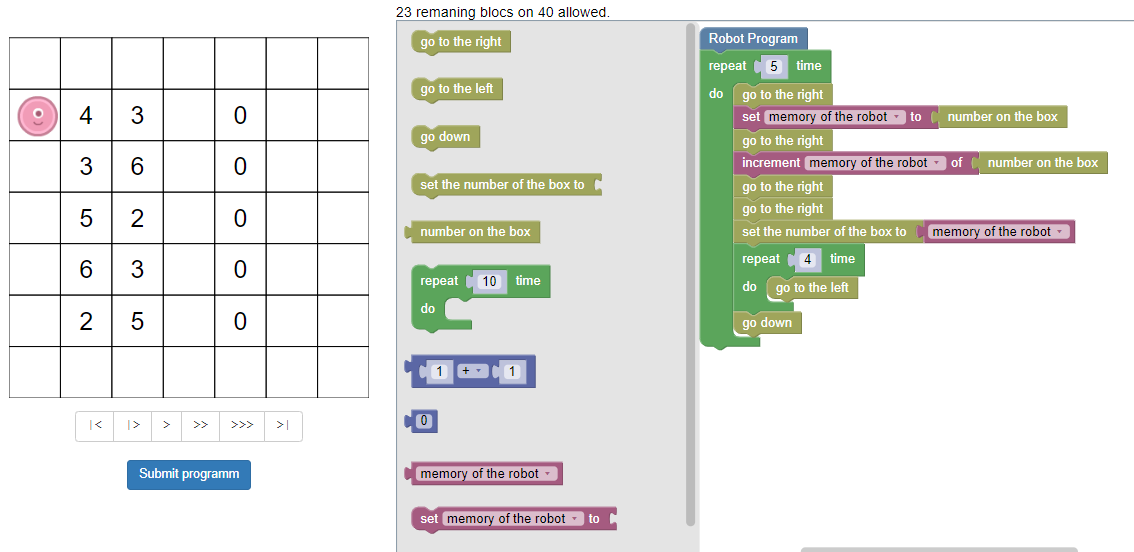 23 remaning blocs on 40 allowed.
4 3 0
3 6 0
5 2 0
6 3 0
2 5 0
|< |> > >> >>> >|
Submit programm
go to the right
go to the left
go down
set the number of the box to
number on the box
repeat 10 time
do
1 + 1
0
memory of the robot
set memory of the robot to
Robot Program
repeat 5 time
do
go to the right
set memory of the robot to number on the box
go to the right
increment memory of the robot of number on the box
go to the right
go to the right
set the number of the box to memory of the robot
repeat 4 time
do go to the left
go down